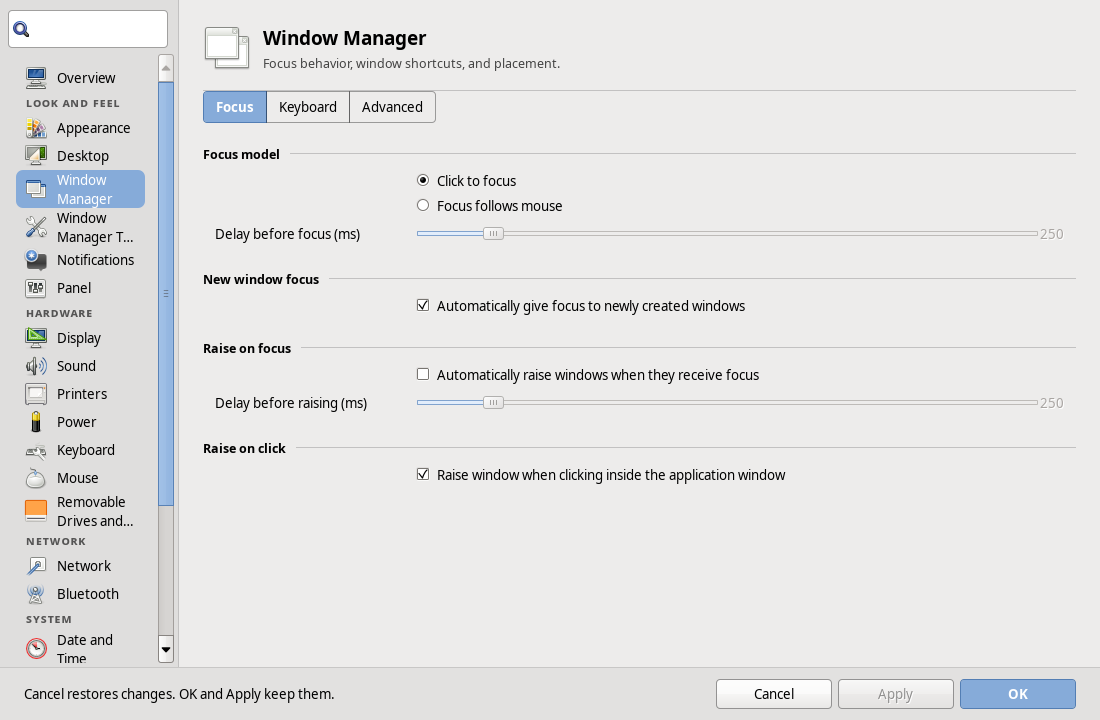 Overview
LOOK AND FEEL
Appearance
Desktop
Window
Manager
Window
Manager T...
Notifications
Panel
HARDWARE
Display
Sound
Printers
Power
Keyboard
Mouse
Removable
Drives and...
NETWORK
Network
Bluetooth
SYSTEM
Date and
Time
Window Manager
Focus behavior, window shortcuts, and placement.
Focus Keyboard Advanced
Focus model
Click to focus
Focus follows mouse
Delay before focus (ms) 250
New window focus
Automatically give focus to newly created windows
Raise on focus
Automatically raise windows when they receive focus
Delay before raising (ms) 250
Raise on click
Raise window when clicking inside the application window
Cancel restores changes. OK and Apply keep them.
Cancel Apply OK